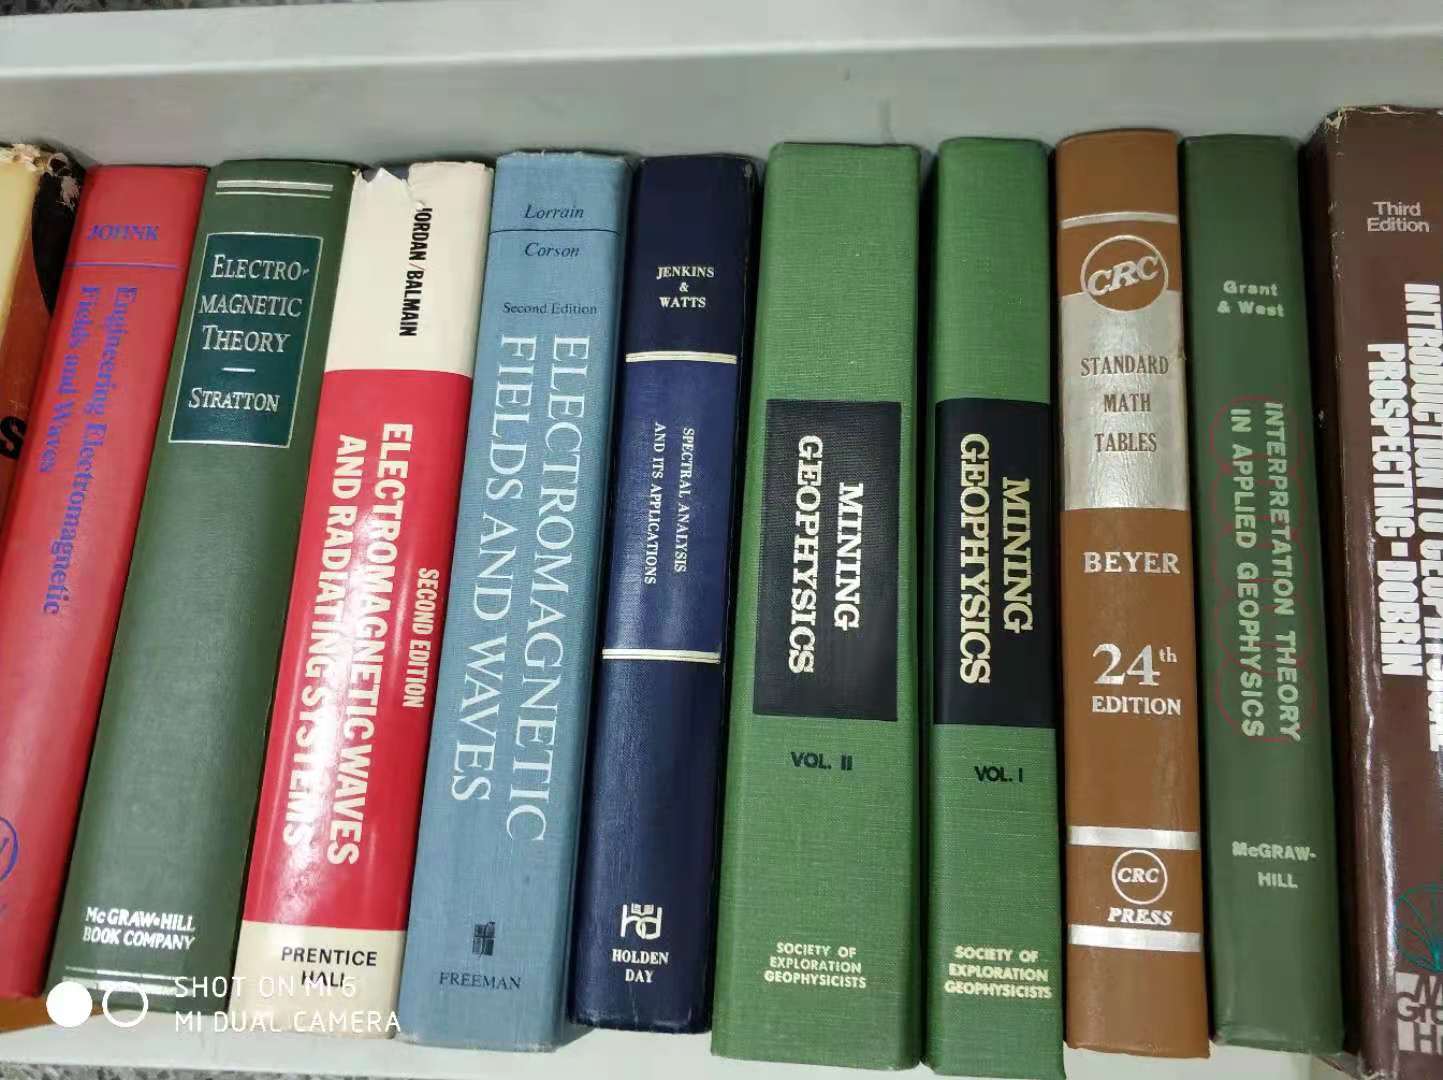 S
JOHNK
Engineering Electromagnetic
Fields and Waves
ELECTRO-
MAGNETIC
THEORY
STRATTON
McGRAW-HILL
BOOK COMPANY
JORDAN/BALMAIN
SECOND EDITION
ELECTROMAGNETIC WAVES
AND RADIATING SYSTEMS
PRENTICE
HALL
Lorrain
Corson
Second Edition
ELECTROMAGNETIC
FIELDS AND WAVES
FREEMAN
JENKINS
&
WATTS
SPECTRAL ANALYSIS
AND ITS APPLICATIONS
hd
HOLDEN
DAY
MINING
GEOPHYSICS
VOL. II
SOCIETY OF
EXPLORATION
GEOPHYSICISTS
MINING
GEOPHYSICS
VOL. I
SOCIETY OF
EXPLORATION
GEOPHYSICISTS
CRC
STANDARD
MATH
TABLES
BEYER
24th
EDITION
CRC
PRESS
Grant
& West
INTERPRETATION THEORY
IN APPLIED GEOPHYSICS
McGRAW-
HILL
Third
Edition
INTRODUCTION TO GEOPHYSICAL
PROSPECTING-DOBRIN
SHOT ON MI 6
MI DUAL CAMERA